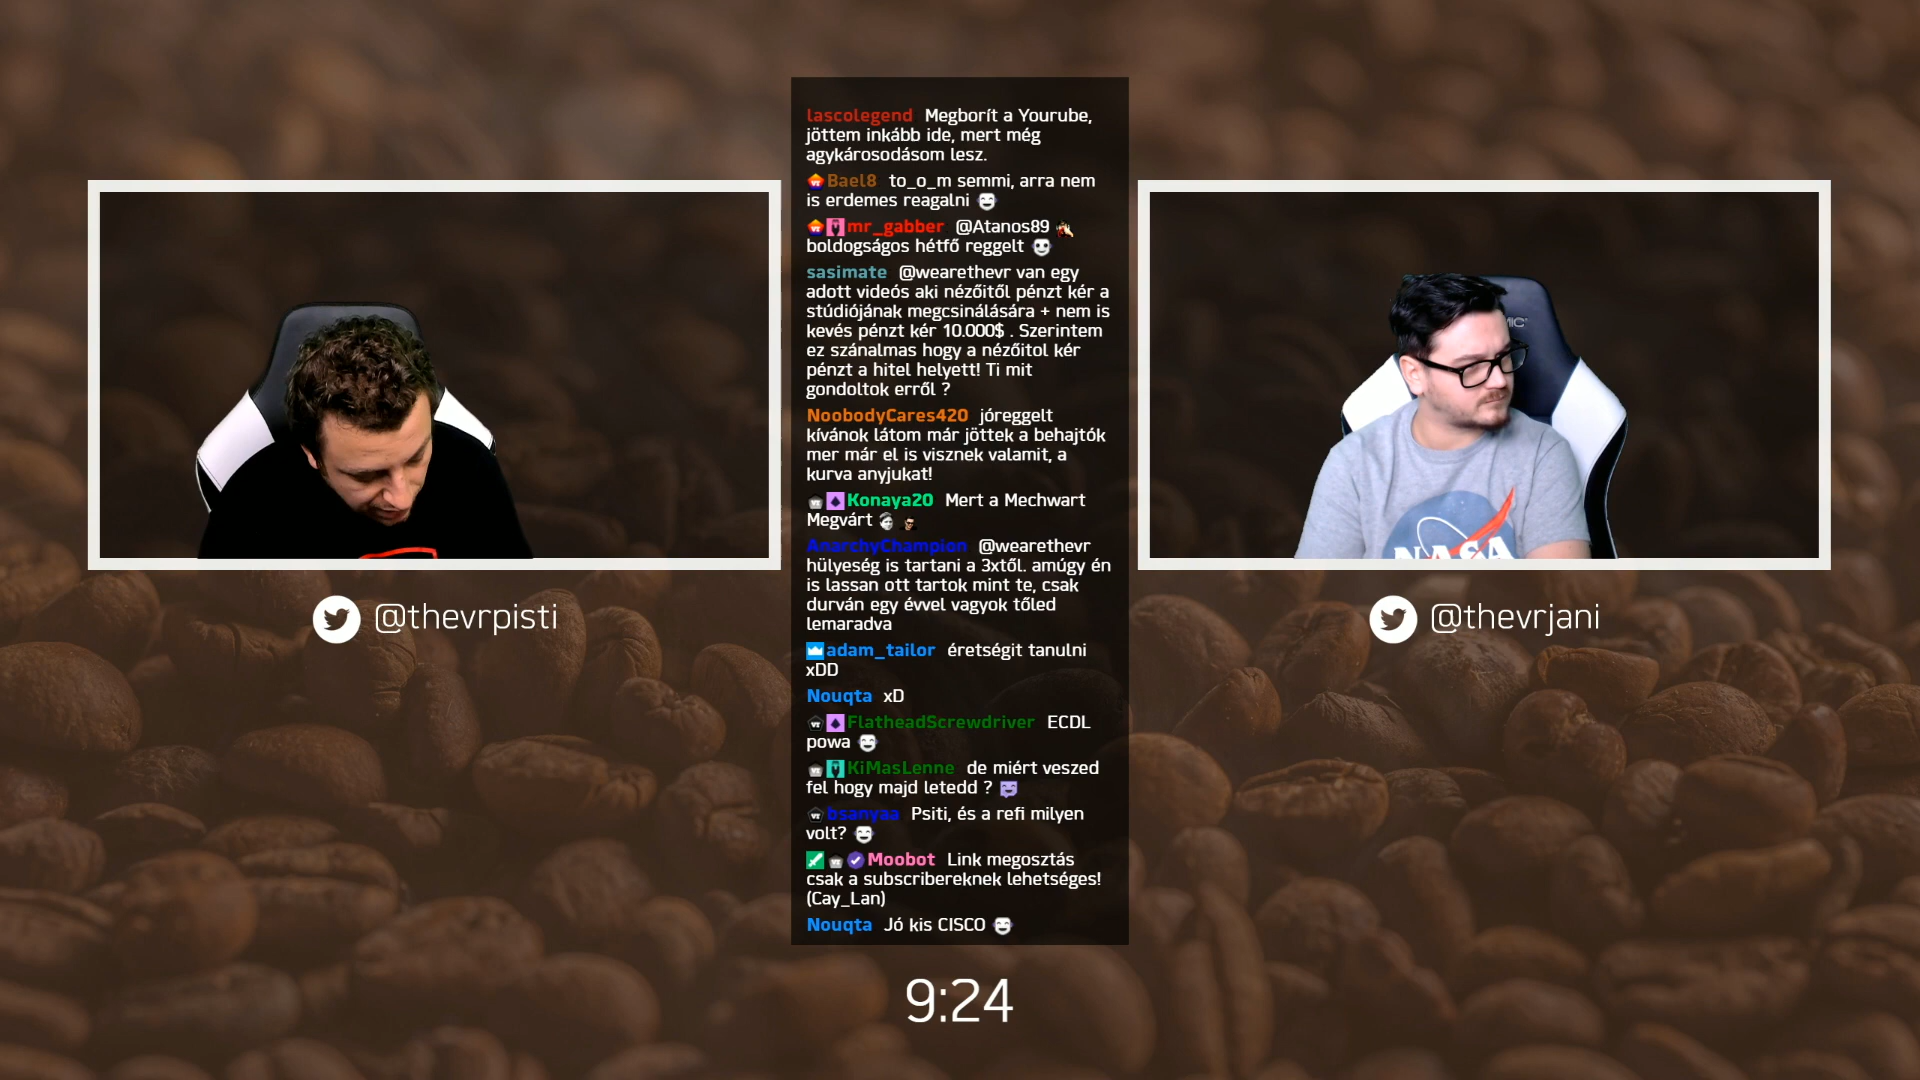 lascolegend Megborít a Yourube,
jöttem inkább ide, mert még
agykárosodásom lesz.
Bael8 to_o_m semmi, arra nem
is erdemes reagalni
mr_gabber @Atanos89
boldogságos hétfő reggelt
sasimate @wearethevr van egy
adott videós aki nézőitől pénzt kér a
stúdiójának megcsinálására + nem is
kevés pénzt kér 10.000$ . Szerintem
ez szánalmas hogy a nézőitol kér
pénzt a hitel helyett! Ti mit
gondoltok erről ?
NoobodyCares420 jóreggelt
kívánok látom már jöttek a behajtók
mer már el is visznek valamit, a
kurva anyjukat!
Konaya20 Mert a Mechwart
Megvárt
AnarchyChampion @wearethevr
hülyeség is tartani a 3xtől. amúgy én
is lassan ott tartok mint te, csak
durván egy évvel vagyok tőled
lemaradva
adam_tailor éretségit tanulni
xDD
Nouqta xD
FlatheadScrewdriver ECDL
powa
KiMasLenne de miért veszed
fel hogy majd leteded ?
bsanyaa Psiti, és a refi milyen
volt?
Moobot Link megosztás
csak a subscribereknek lehetséges!
(Cay_Lan)
Nouqta Jó kis CISCO
@thevrpisti
@thevrjani
NASA
9:24